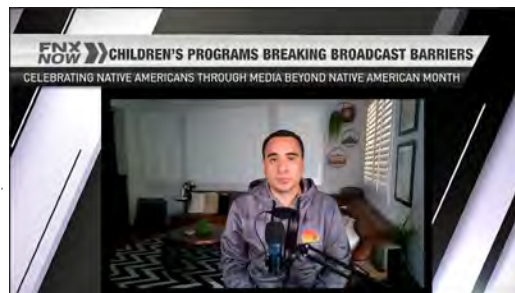 FNX
NOW
CHILDREN'S PROGRAMS BREAKING BROADCAST BARRIERS
CELEBRATING NATIVE AMERICANS THROUGH MEDIA BEYOND NATIVE AMERICAN MONTH